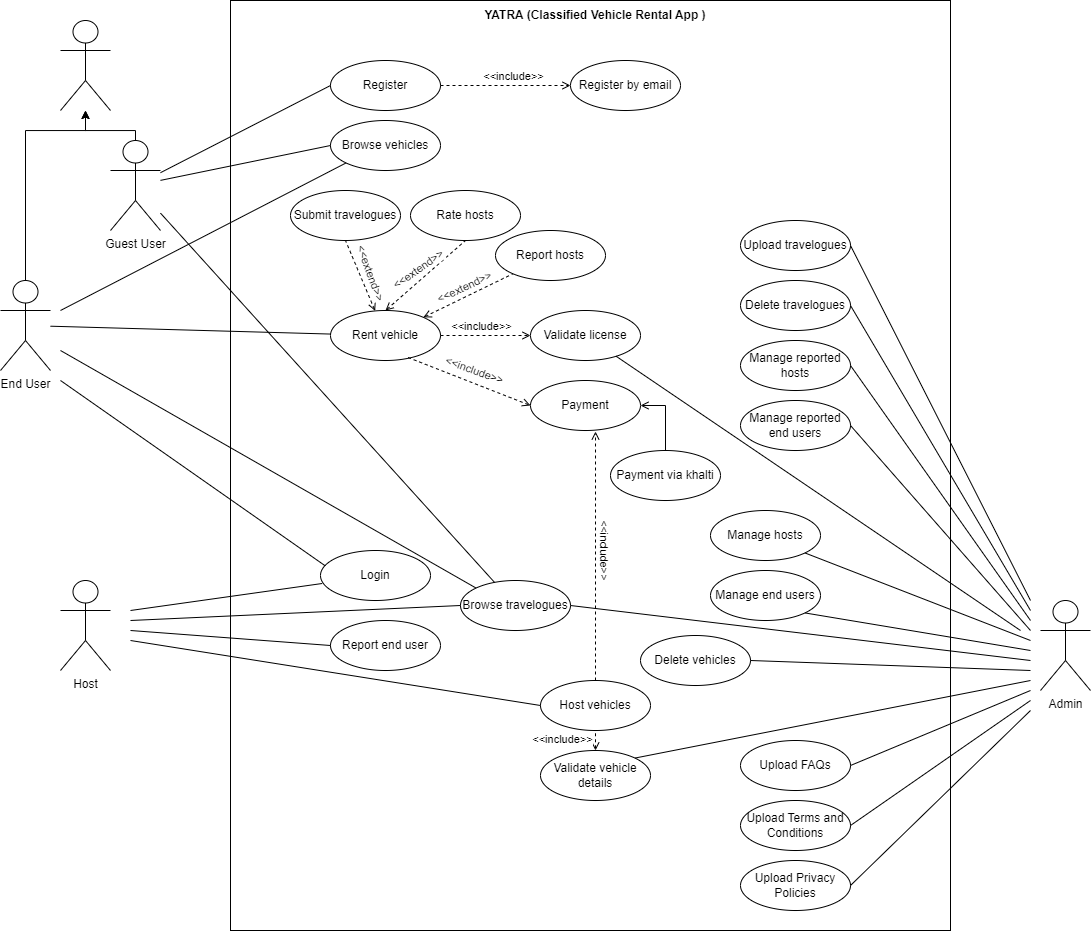 YATRA (Classified Vehicle Rental App )
<<include>>
Register
Register by email
Browse vehicles
Submit travelogues
Rate hosts
Guest User
Report hosts
Upload travelogues
<<extend>>
<<extend>>
<<extend>>
Delete travelogues
<<include>>
Rent vehicle
Validate license
Manage reported
hosts
<<include>>
End User
Payment
Manage reported
end users
Payment via khalti
Manage hosts
<<include>>
Login
Manage end users
Browse travelogues
Report end user
Delete vehicles
Host
Host vehicles
Admin
<<include>>
Validate vehicle
details
Upload FAQs
Upload Terms and
Conditions
Upload Privacy
Policies